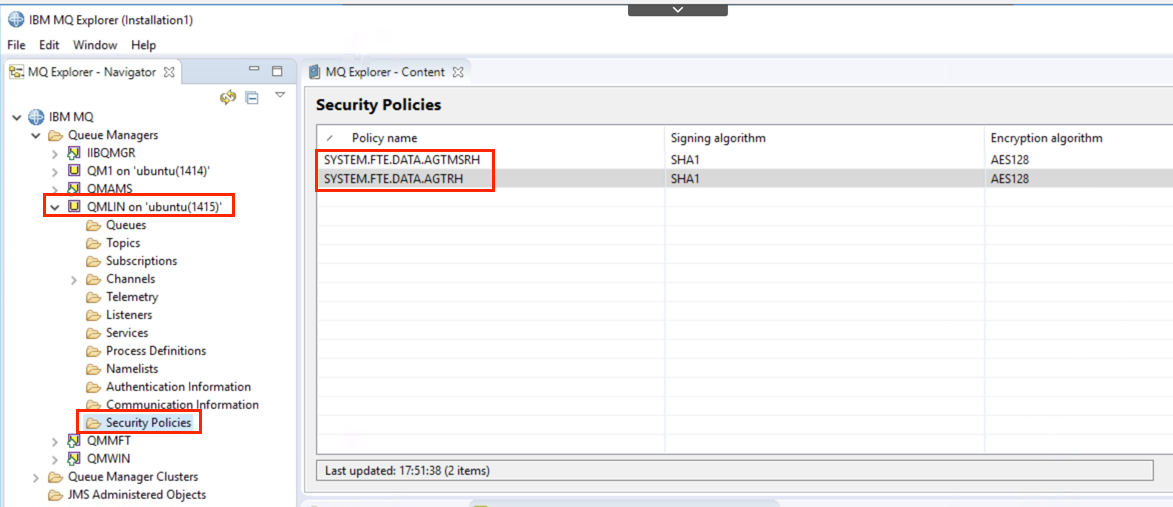 IBM MQ Explorer (Installation1)
File Edit Window Help
MQ Explorer - Navigator
IBM MQ
Queue Managers
IIBQMGR
QM1 on 'ubuntu(1414)'
QMAMS
QMLIN on 'ubuntu(1415)'
Queues
Topics
Subscriptions
Channels
Telemetry
Listeners
Services
Process Definitions
Namelists
Authentication Information
Communication Information
Security Policies
QMMFT
QMWIN
Queue Manager Clusters
JMS Administered Objects
MQ Explorer - Content
Security Policies
Policy name Signing algorithm Encryption algorithm
SYSTEM.FTE.DATA.AGTMSRH SHA1 AES128
SYSTEM.FTE.DATA.AGTRH SHA1 AES128
Last updated: 17:51:38 (2 items)